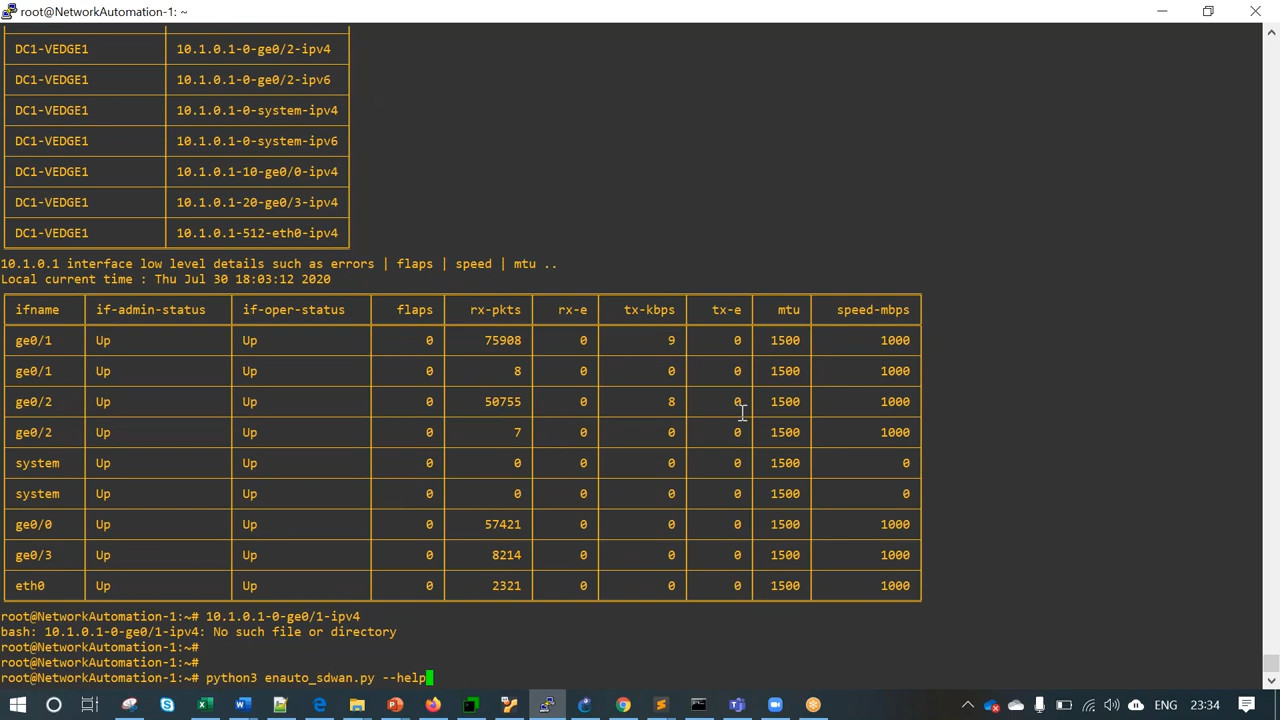 root@NetworkAutomation-1: ~
DC1-VEDGE1 10.1.0.1-0-ge0/2-ipv4
DC1-VEDGE1 10.1.0.1-0-ge0/2-ipv6
DC1-VEDGE1 10.1.0.1-0-system-ipv4
DC1-VEDGE1 10.1.0.1-0-system-ipv6
DC1-VEDGE1 10.1.0.1-10-ge0/0-ipv4
DC1-VEDGE1 10.1.0.1-20-ge0/3-ipv4
DC1-VEDGE1 10.1.0.1-512-eth0-ipv4
10.1.0.1 interface low level details such as errors | flaps | speed | mtu ..
Local current time : Thu Jul 30 18:03:12 2020
ifname if-admin-status if-oper-status flaps rx-pkts rx-e tx-kbps tx-e mtu speed-mbps
ge0/1 Up Up 0 75908 0 9 0 1500 1000
ge0/1 Up Up 0 8 0 0 0 1500 1000
ge0/2 Up Up 0 50755 0 8 0 1500 1000
ge0/2 Up Up 0 7 0 0 0 1500 1000
system Up Up 0 0 0 0 0 1500 0
system Up Up 0 0 0 0 0 1500 0
ge0/0 Up Up 0 57421 0 0 0 1500 1000
ge0/3 Up Up 0 8214 0 0 0 1500 1000
eth0 Up Up 0 2321 0 0 0 1500 1000
root@NetworkAutomation-1:~# 10.1.0.1-0-ge0/1-ipv4
bash: 10.1.0.1-0-ge0/1-ipv4: No such file or directory
root@NetworkAutomation-1:~#
root@NetworkAutomation-1:~#
root@NetworkAutomation-1:~# python3 enauto_sdwan.py --help
ENG 23:34